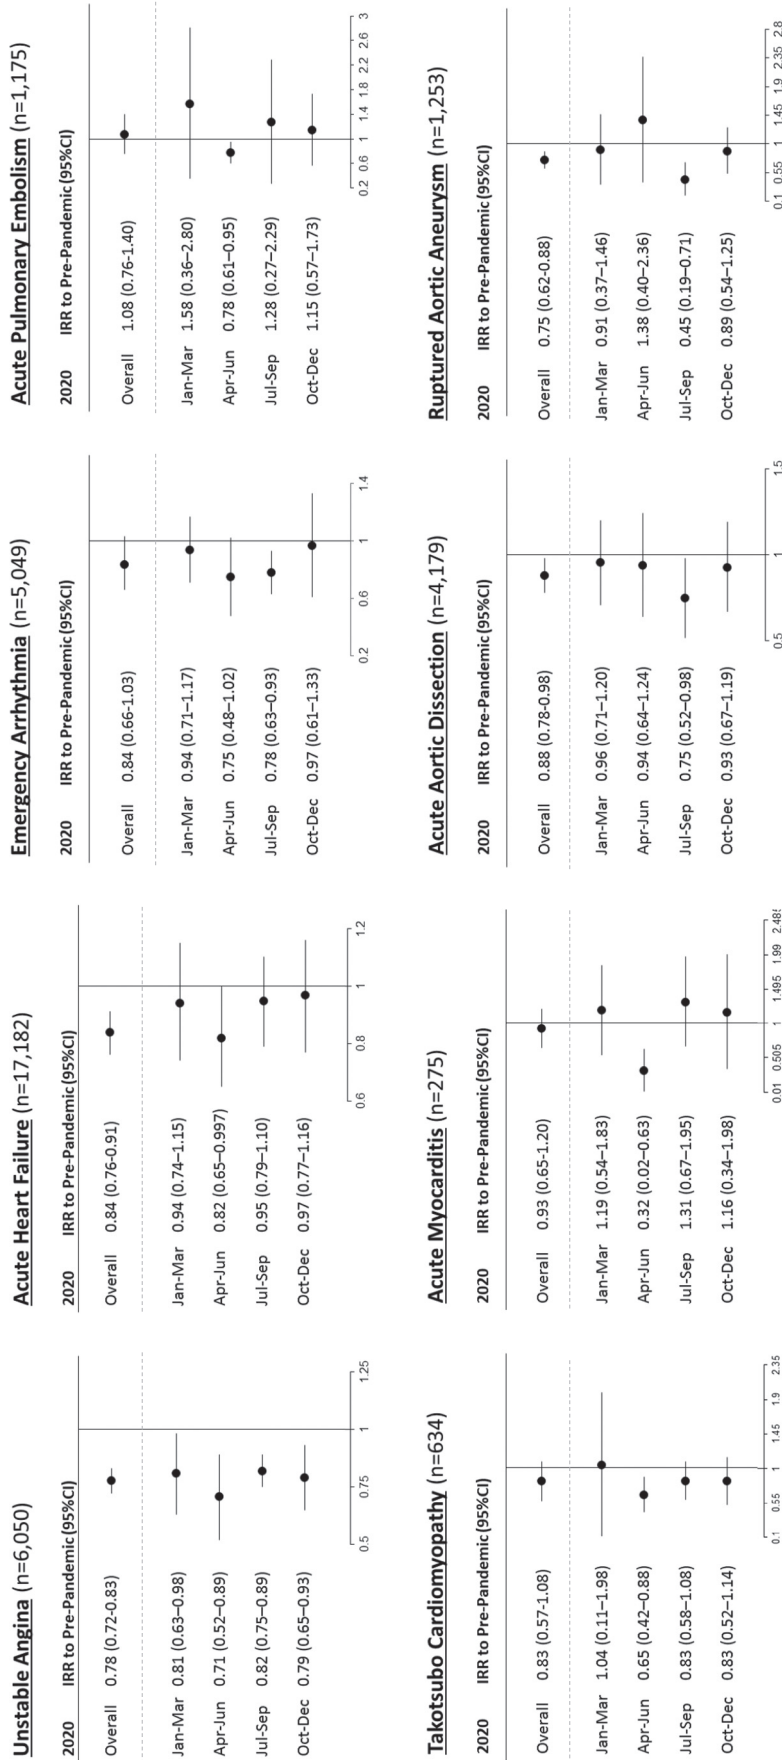 Unstable Angina (n=6,050)
2020 IRR to Pre-Pandemic(95%CI)
Overall 0.78 (0.72-0.83)
Jan-Mar 0.81 (0.63–0.98)
Apr-Jun 0.71 (0.52–0.89)
Jul-Sep 0.82 (0.75–0.89)
Oct-Dec 0.79 (0.65–0.93)
0.5 0.75 1 1.25
Acute Heart Failure (n=17,182)
2020 IRR to Pre-Pandemic(95%CI)
Overall 0.84 (0.76-0.91)
Jan-Mar 0.94 (0.74–1.15)
Apr-Jun 0.82 (0.65–0.997)
Jul-Sep 0.95 (0.79–1.10)
Oct-Dec 0.97 (0.77–1.16)
0.6 0.8 1 1.2
Emergency Arrhythmia (n=5,049)
2020 IRR to Pre-Pandemic(95%CI)
Overall 0.84 (0.66-1.03)
Jan-Mar 0.94 (0.71–1.17)
Apr-Jun 0.75 (0.48–1.02)
Jul-Sep 0.78 (0.63–0.93)
Oct-Dec 0.97 (0.61–1.33)
0.2 0.6 1 1.4
Acute Pulmonary Embolism (n=1,175)
2020 IRR to Pre-Pandemic(95%CI)
Overall 1.08 (0.76-1.40)
Jan-Mar 1.58 (0.36–2.80)
Apr-Jun 0.78 (0.61–0.95)
Jul-Sep 1.28 (0.27–2.29)
Oct-Dec 1.15 (0.57–1.73)
0.2 0.6 1 1.4 1.8 2.2 2.6 3
Takotsubo Cardiomyopathy (n=634)
2020 IRR to Pre-Pandemic(95%CI)
Overall 0.83 (0.57-1.08)
Jan-Mar 1.04 (0.11–1.98)
Apr-Jun 0.65 (0.42–0.88)
Jul-Sep 0.83 (0.58–1.08)
Oct-Dec 0.83 (0.52–1.14)
0.1 0.55 1 1.45 1.9 2.35
Acute Myocarditis (n=275)
2020 IRR to Pre-Pandemic(95%CI)
Overall 0.93 (0.65-1.20)
Jan-Mar 1.19 (0.54–1.83)
Apr-Jun 0.32 (0.02–0.63)
Jul-Sep 1.31 (0.67–1.95)
Oct-Dec 1.16 (0.34–1.98)
0.01 0.505 1 1.495 1.99 2.485
Acute Aortic Dissection (n=4,179)
2020 IRR to Pre-Pandemic(95%CI)
Overall 0.88 (0.78-0.98)
Jan-Mar 0.96 (0.71–1.20)
Apr-Jun 0.94 (0.64–1.24)
Jul-Sep 0.75 (0.52–0.98)
Oct-Dec 0.93 (0.67–1.19)
0.5 1 1.5
Ruptured Aortic Aneurysm (n=1,253)
2020 IRR to Pre-Pandemic(95%CI)
Overall 0.75 (0.62-0.88)
Jan-Mar 0.91 (0.37–1.46)
Apr-Jun 1.38 (0.40–2.36)
Jul-Sep 0.45 (0.19–0.71)
Oct-Dec 0.89 (0.54–1.25)
0.1 0.55 1 1.45 1.9 2.35 2.8